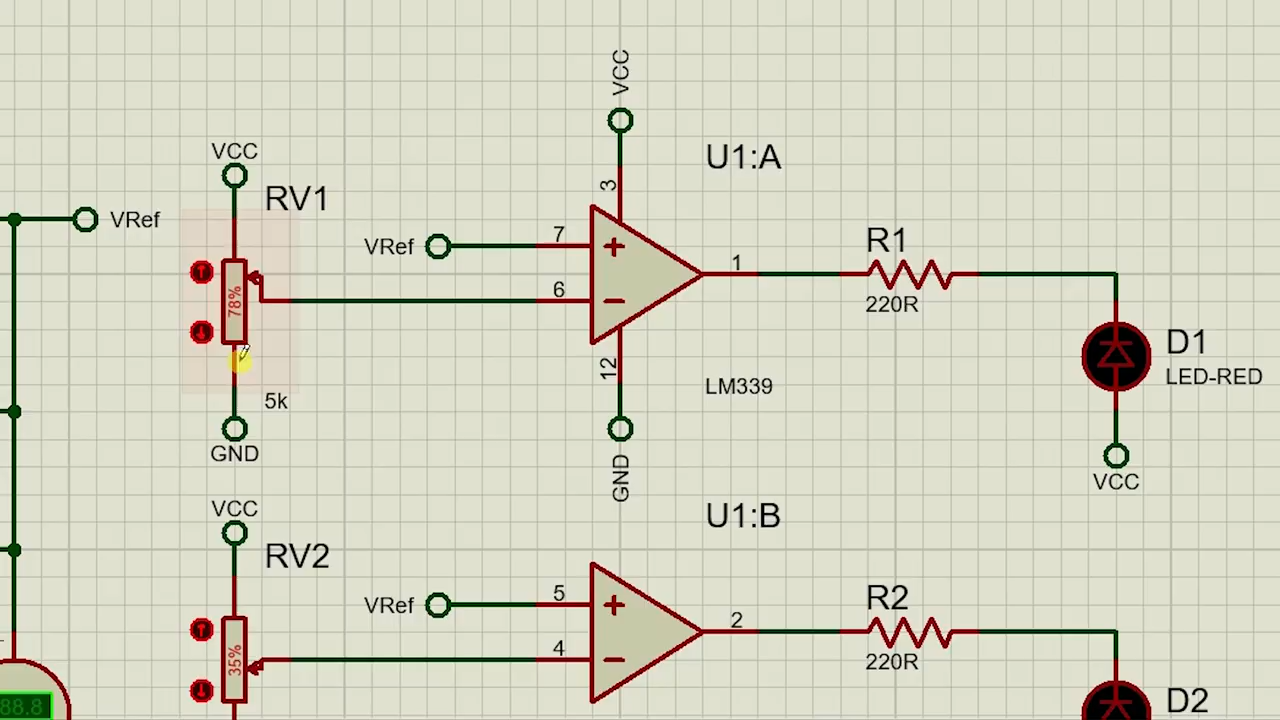 VCC
VCC
U1:A
RV1
3
VRef
VRef
7
+
R1
1
6
−
220R
78%
D1
LED-RED
12
LM339
5k
GND
GND
VCC
VCC
U1:B
RV2
VRef
5
+
R2
2
4
−
220R
35%
D2
88.8